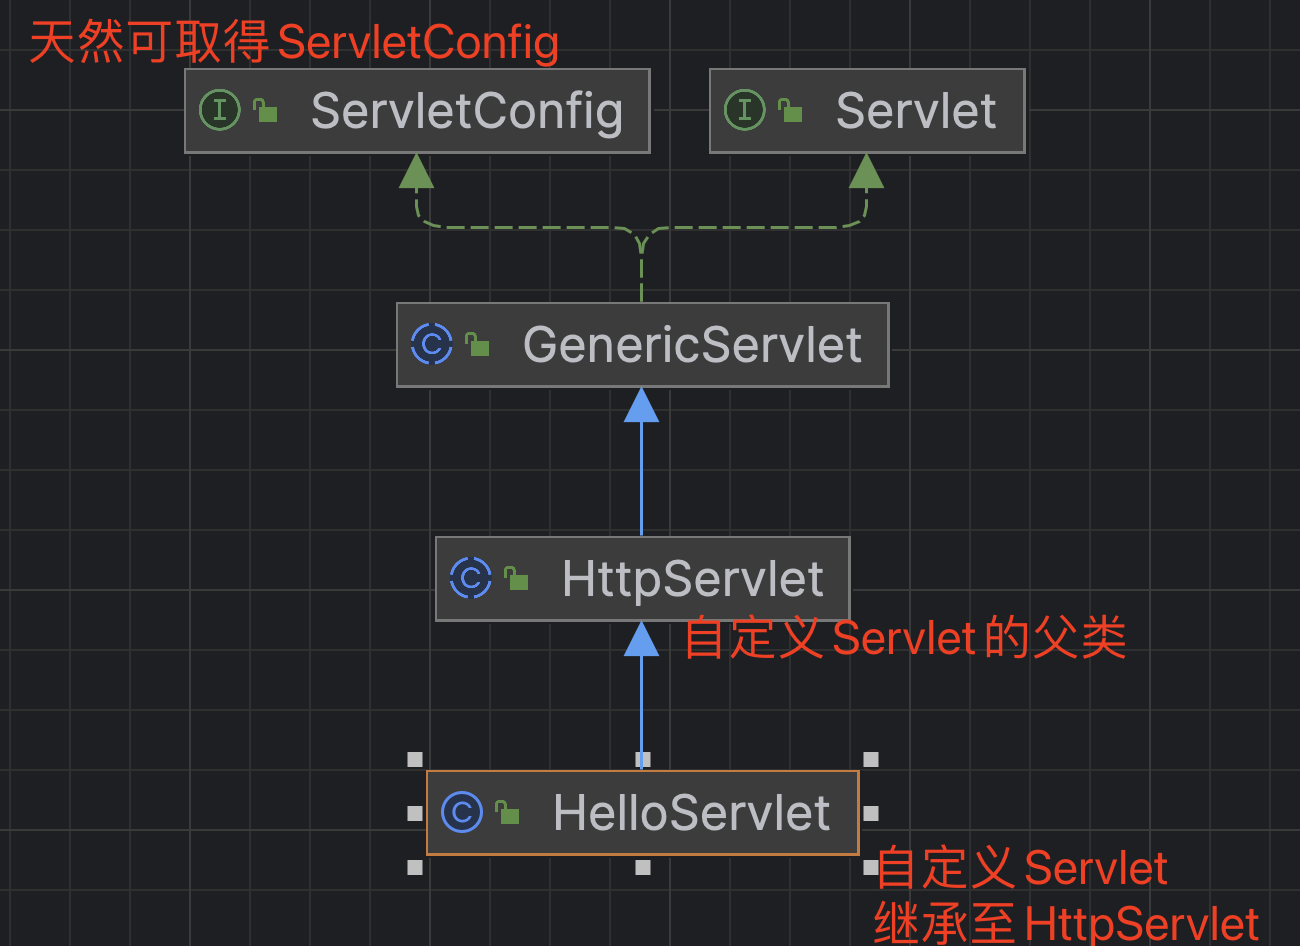 天然可取得ServletConfig
ServletConfig
Servlet
GenericServlet
HttpServlet
自定义Servlet的父类
HelloServlet
自定义Servlet
继承至HttpServlet